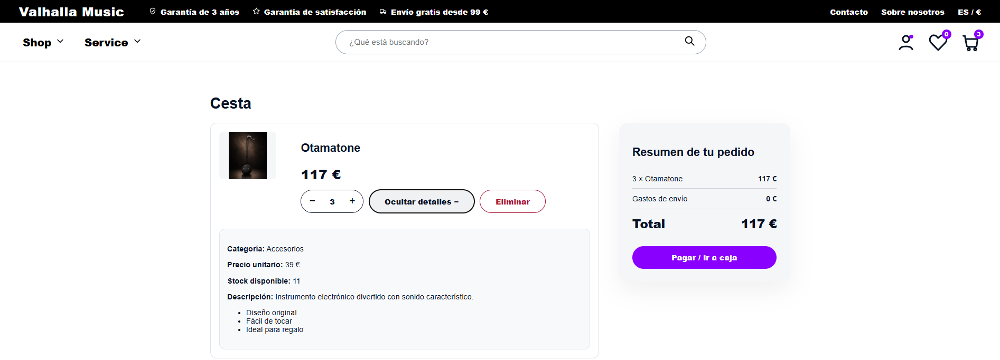 Valhalla Music Garantía de 3 años Garantía de satisfacción Envío gratis desde 99 € Contacto Sobre nosotros ES / €
Shop Service ¿Qué está buscando? 0 3
Cesta
Otamatone
117 €
− 3 + Ocultar detalles − Eliminar
Categoría: Accesorios
Precio unitario: 39 €
Stock disponible: 11
Descripción: Instrumento electrónico divertido con sonido característico.
• Diseño original
• Fácil de tocar
• Ideal para regalo
Resumen de tu pedido
3 × Otamatone 117 €
Gastos de envío 0 €
Total 117 €
Pagar / Ir a caja